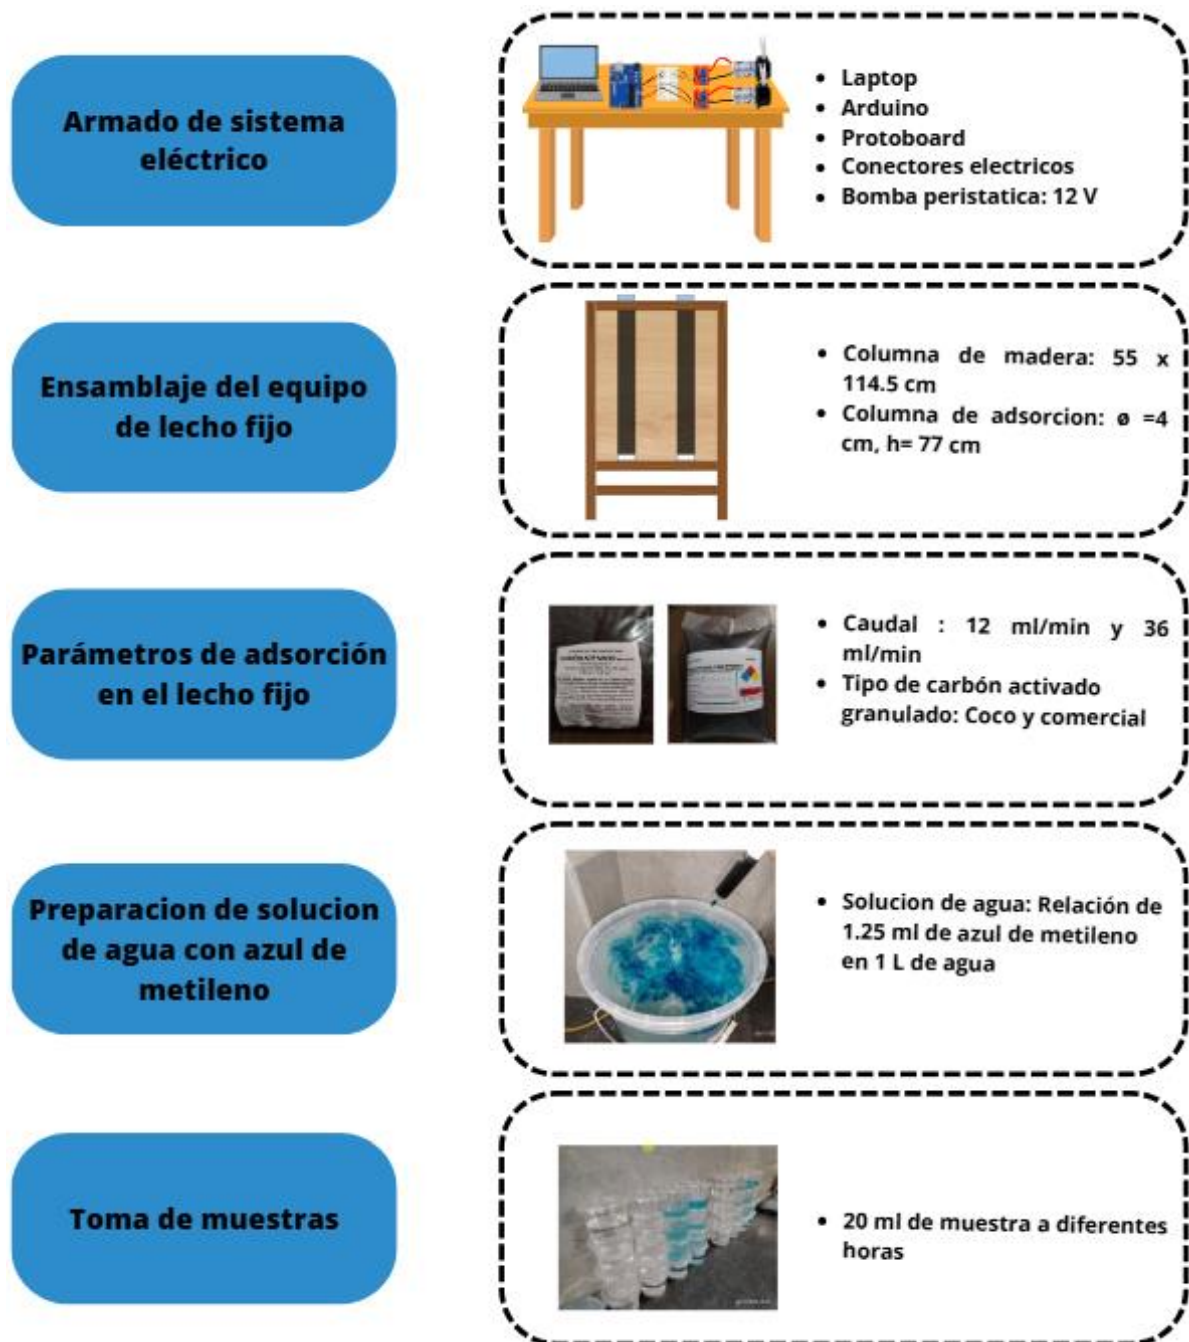 Armado de sistema
eléctrico
• Laptop
• Arduino
• Protoboard
• Conectores electricos
• Bomba peristatica: 12 V
Ensamblaje del equipo
de lecho fijo
• Columna de madera: 55 x
114.5 cm
• Columna de adsorcion: ø =4
cm, h= 77 cm
Parámetros de adsorción
en el lecho fijo
• Caudal : 12 ml/min y 36
ml/min
• Tipo de carbón activado
granulado: Coco y comercial
Preparacion de solucion
de agua con azul de
metileno
• Solucion de agua: Relación de
1.25 ml de azul de metileno
en 1 L de agua
Toma de muestras
• 20 ml de muestra a diferentes
horas